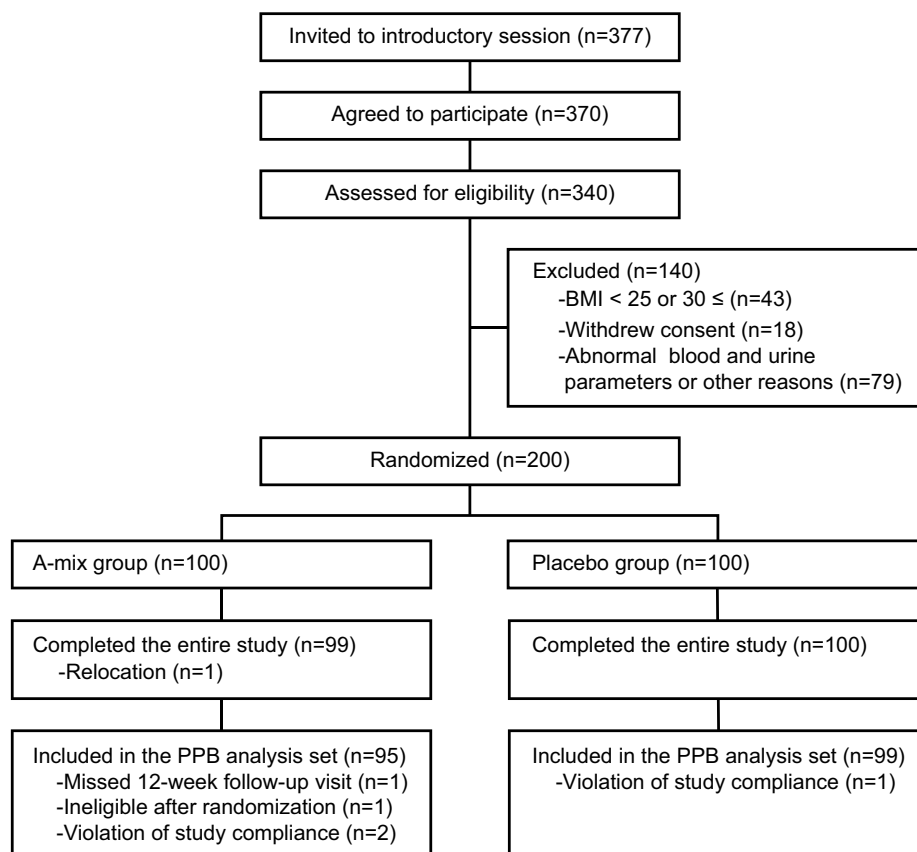 Invited to introductory session (n=377)
Agreed to participate (n=370)
Assessed for eligibility (n=340)
Excluded (n=140)
-BMI < 25 or 30 ≤ (n=43)
-Withdrew consent (n=18)
-Abnormal blood and urine
parameters or other reasons (n=79)
Randomized (n=200)
A-mix group (n=100)
Placebo group (n=100)
Completed the entire study (n=99)
-Relocation (n=1)
Completed the entire study (n=100)
Included in the PPB analysis set (n=95)
-Missed 12-week follow-up visit (n=1)
-Ineligible after randomization (n=1)
-Violation of study compliance (n=2)
Included in the PPB analysis set (n=99)
-Violation of study compliance (n=1)